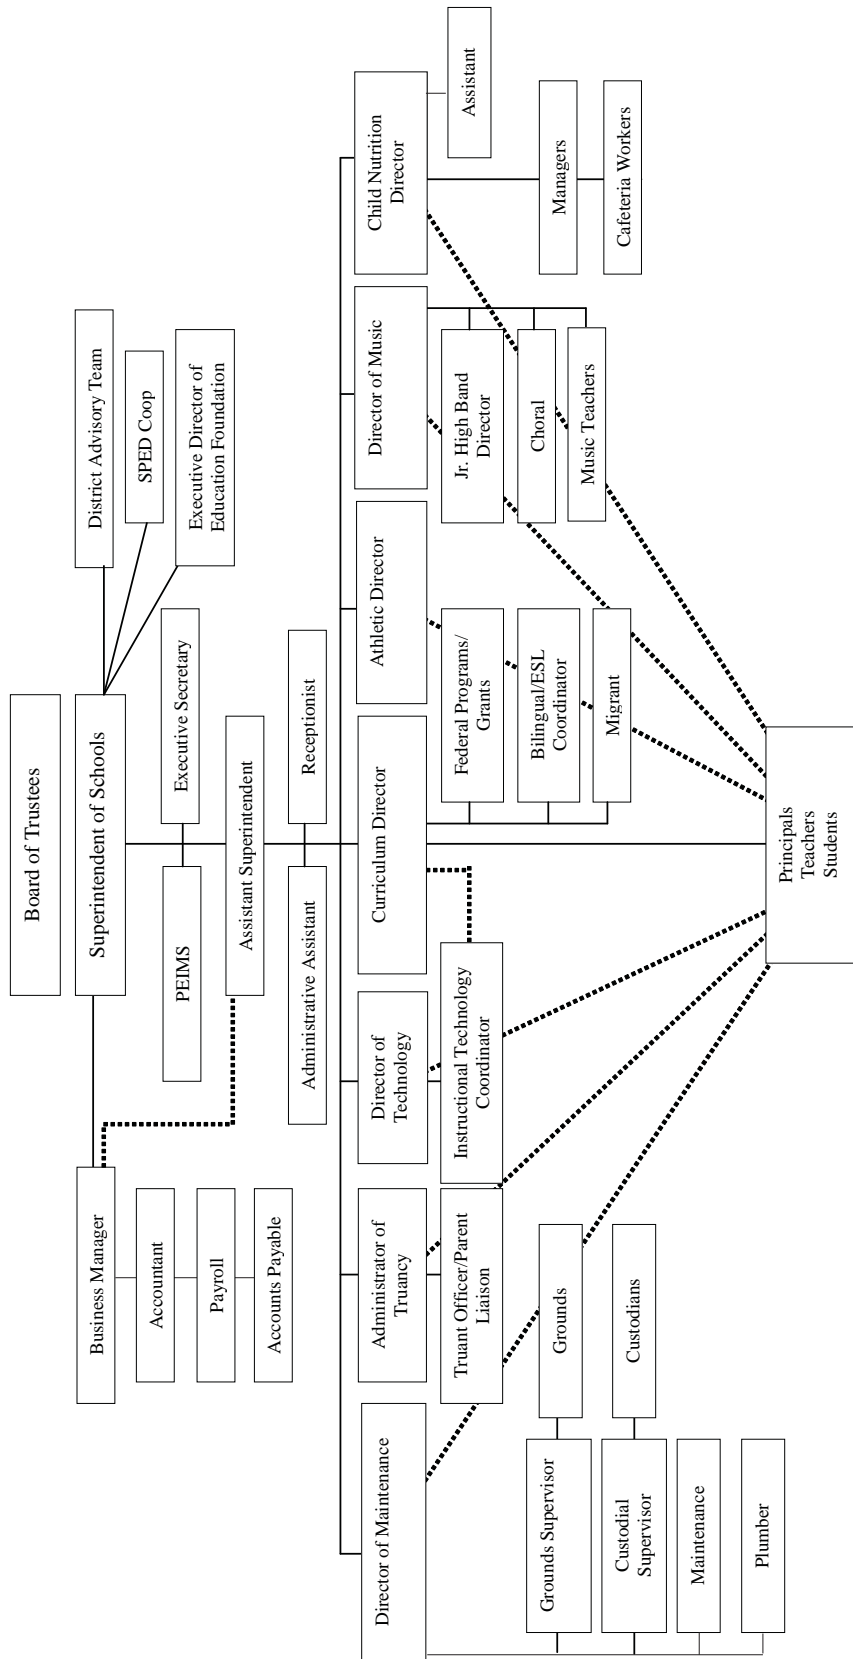 Board of Trustees
Superintendent of Schools
District Advisory Team
SPED Coop
Executive Director of
Education Foundation
Business Manager
Accountant
Payroll
Accounts Payable
PEIMS
Executive Secretary
Assistant Superintendent
Administrative Assistant
Receptionist
Director of Maintenance
Administrator of
Truancy
Director of
Technology
Curriculum Director
Athletic Director
Director of Music
Child Nutrition
Director
Assistant
Truant Officer/Parent
Liaison
Instructional Technology
Coordinator
Federal Programs/
Grants
Bilingual/ESL
Coordinator
Migrant
Jr. High Band
Director
Choral
Music Teachers
Managers
Cafeteria Workers
Grounds Supervisor
Grounds
Custodial
Supervisor
Custodians
Maintenance
Plumber
Principals
Teachers
Students